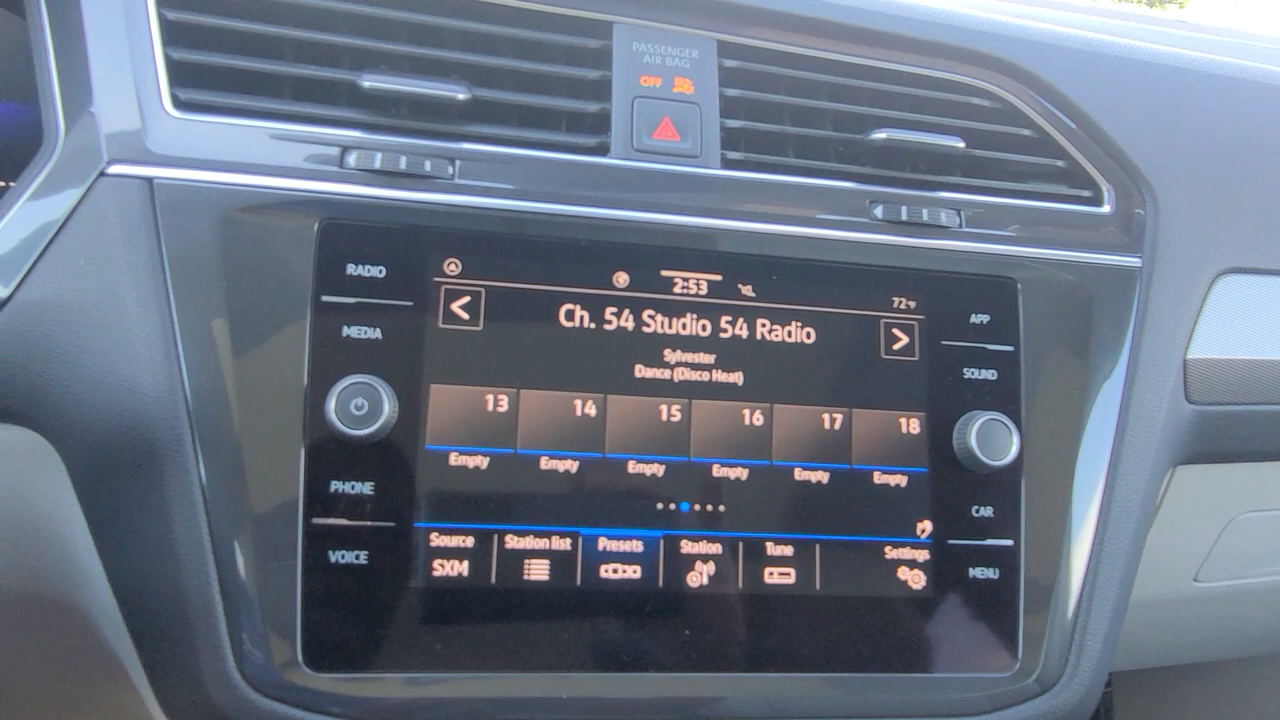 PASSENGER
AIR BAG
OFF
RADIO
MEDIA
PHONE
VOICE
2:53
72°F
Ch. 54 Studio 54 Radio
Sylvester
Dance (Disco Heat)
13 14 15 16 17 18
Empty Empty Empty Empty Empty Empty
Source Station list Presets Station Tune Settings
SXM
APP
SOUND
CAR
MENU